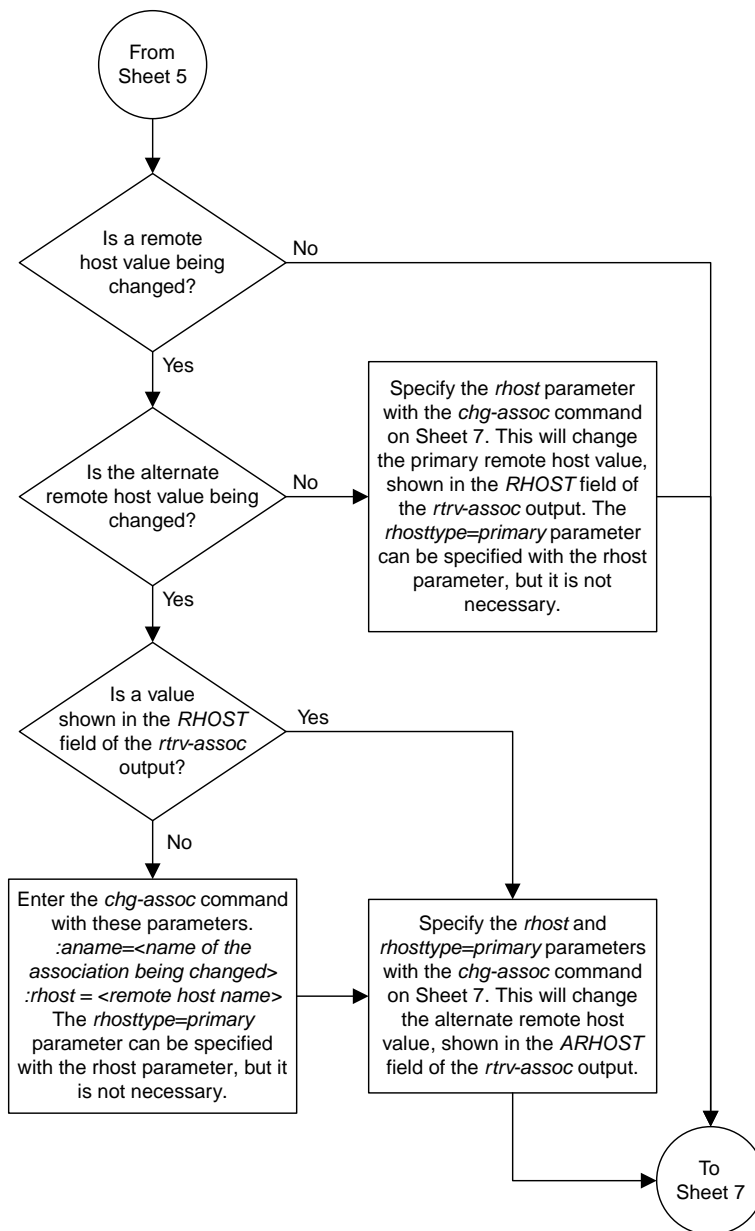 From
Sheet 5
Is a remote
host value being
changed?
No
Yes
Is the alternate
remote host value being
changed?
No
Specify the rhost parameter
with the chg-assoc command
on Sheet 7. This will change
the primary remote host value,
shown in the RHOST field of
the rtrv-assoc output. The
rhosttype=primary parameter
can be specified with the rhost
parameter, but it is not
necessary.
Yes
Is a value
shown in the RHOST
field of the rtrv-assoc
output?
Yes
No
Enter the chg-assoc command
with these parameters.
:aname=<name of the
association being changed>
:rhost = <remote host name>
The rhosttype=primary
parameter can be specified
with the rhost parameter, but it
is not necessary.
Specify the rhost and
rhosttype=primary parameters
with the chg-assoc command
on Sheet 7. This will change
the alternate remote host
value, shown in the ARHOST
field of the rtrv-assoc output.
To
Sheet 7